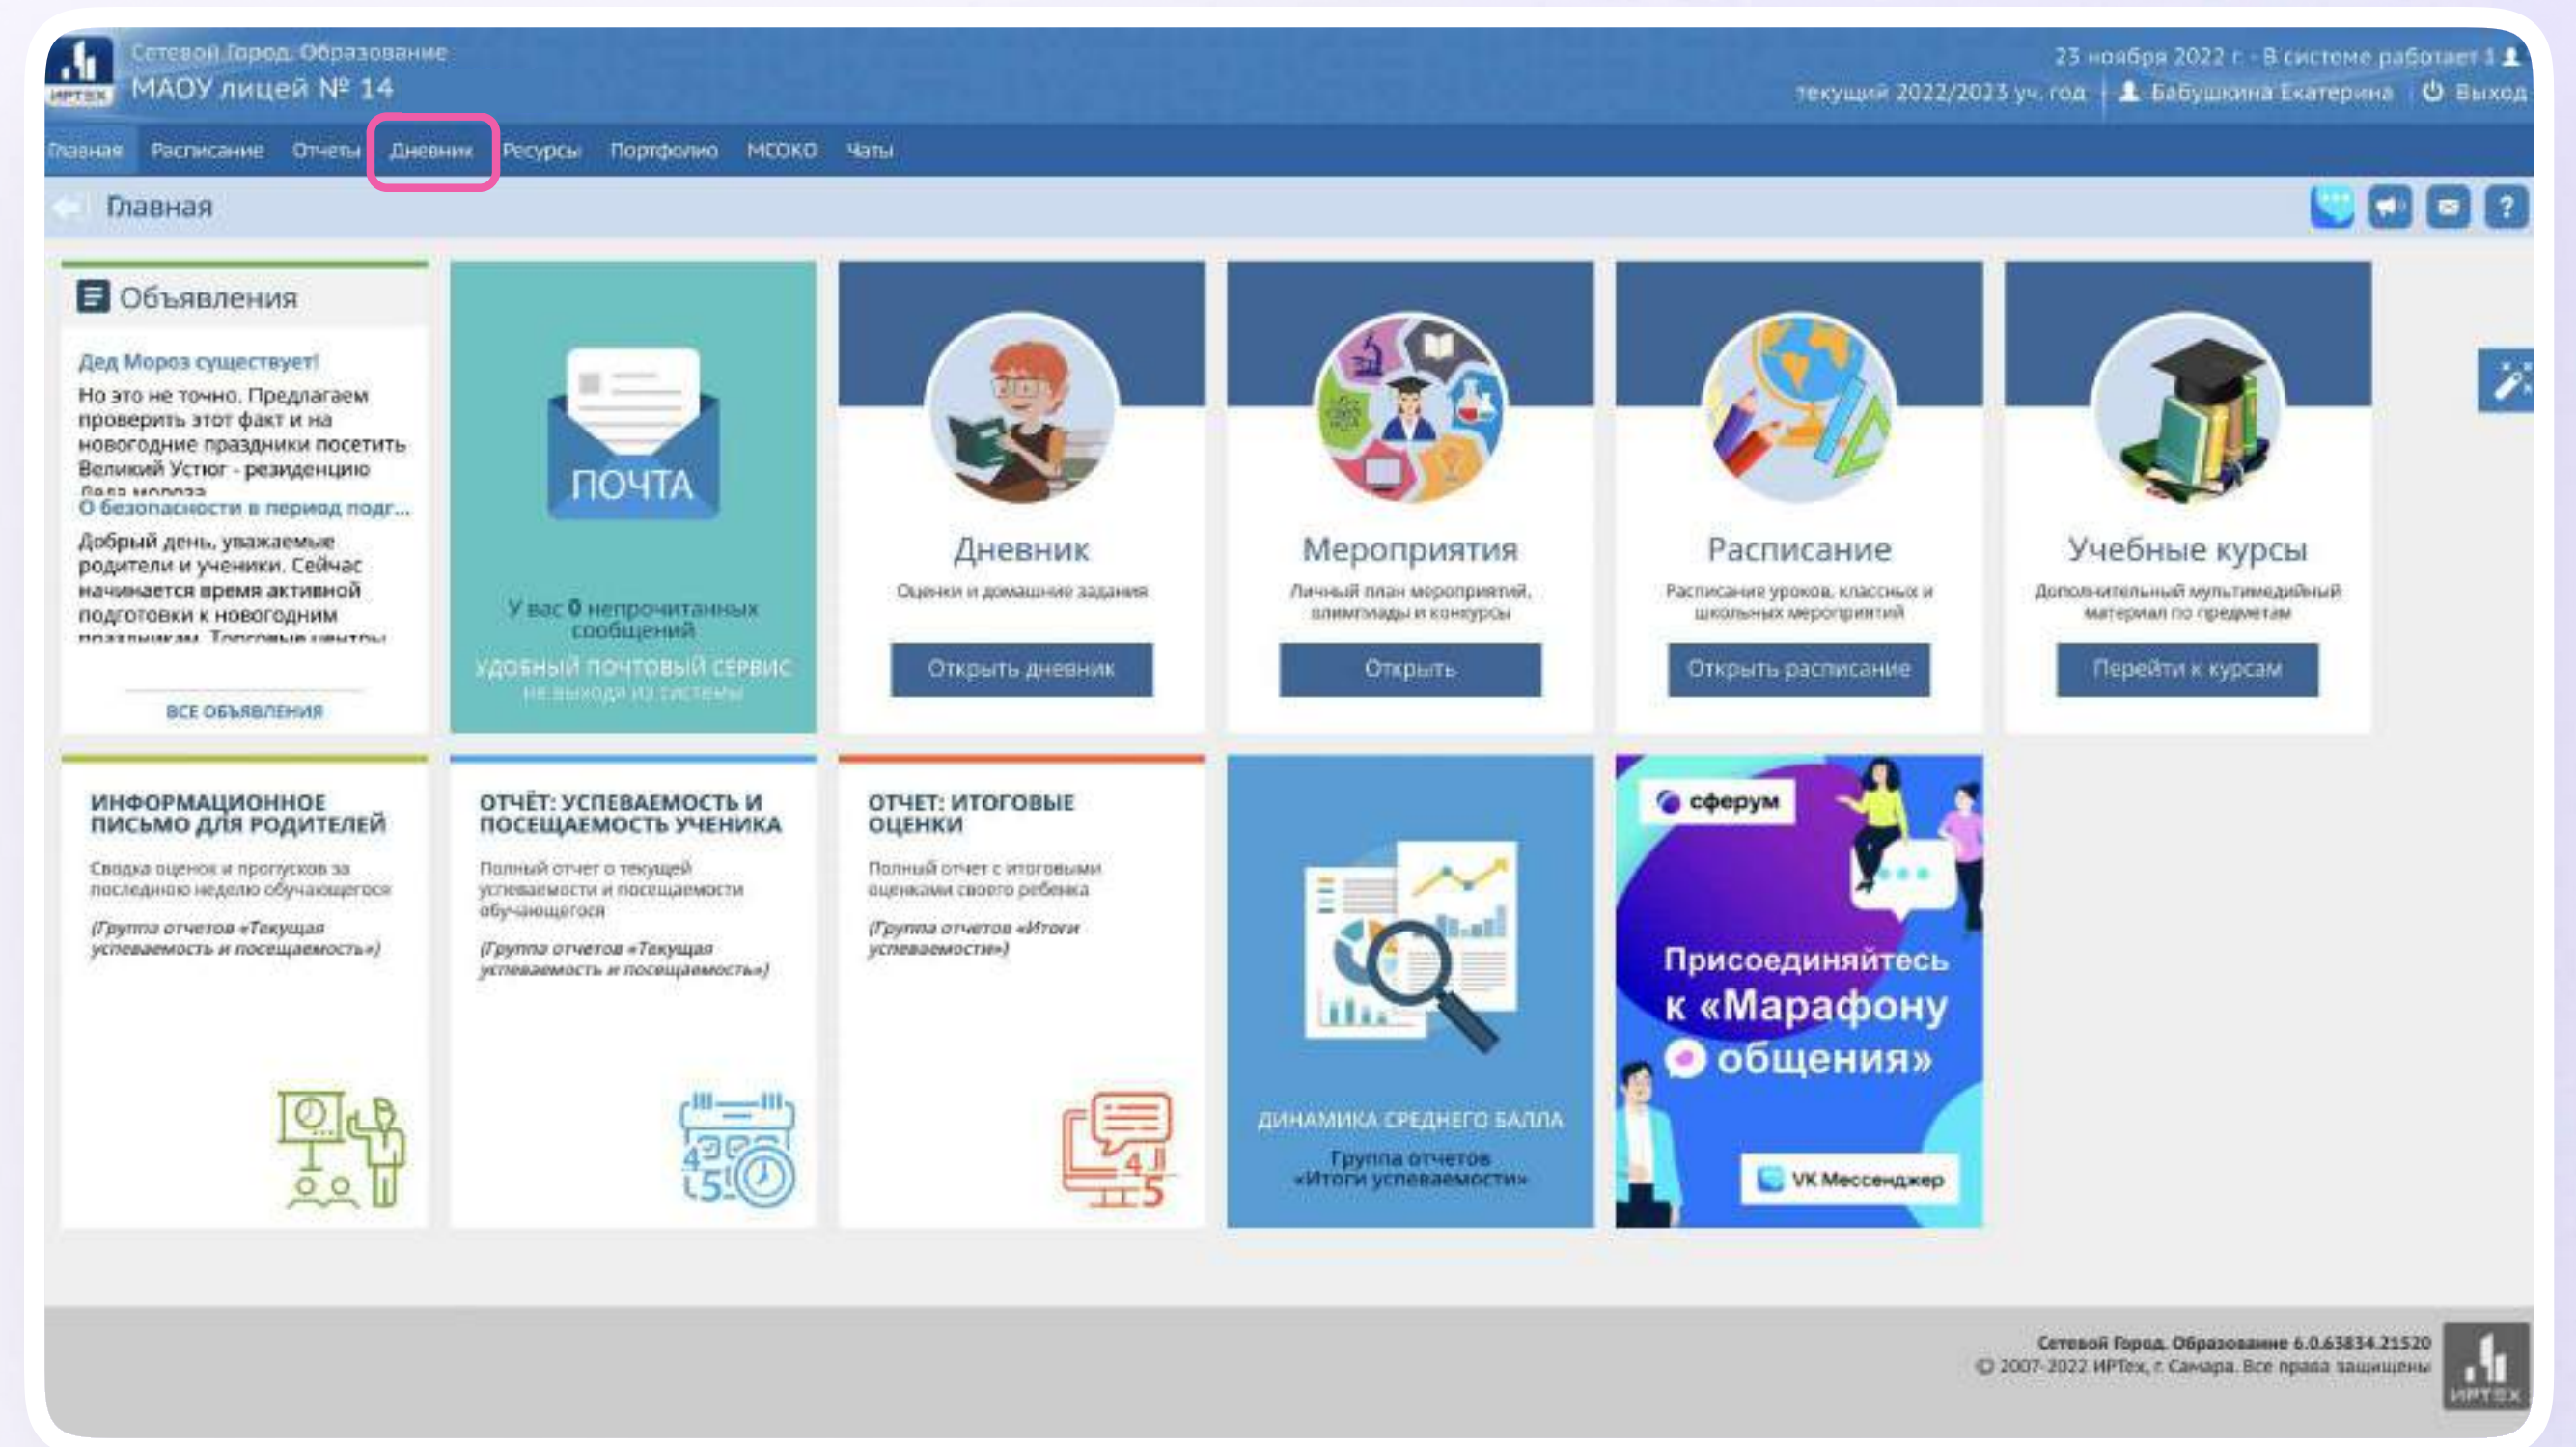 Сетевой Город. Образование
МАОУ лицей № 14
ИРТЕХ
23 ноября 2022 г. - В системе работает 1
текущий 2022/2023 уч. год
Бабушкина Екатерина
Выход
Главная Расписание Отчеты Дневник Ресурсы Портфолио МСОКО Чаты
Главная
?
Объявления
Дед Мороз существует!
Но это не точно. Предлагаем
проверить этот факт и на
новогодние праздники посетить
Великий Устюг - резиденцию
Деда мороза
О безопасности в период подг...
Добрый день, уважаемые
родители и ученики. Сейчас
начинается время активной
подготовки к новогодним
праздникам. Торговые центры
ВСЕ ОБЪЯВЛЕНИЯ
ПОЧТА
У вас 0 непрочитанных
сообщений
УДОБНЫЙ ПОЧТОВЫЙ СЕРВИС
не выходя из системы
Дневник
Оценки и домашние задания
Открыть дневник
Мероприятия
Личный план мероприятий,
олимпиады и конкурсы
Открыть
Расписание
Расписание уроков, классных и
школьных мероприятий
Открыть расписание
Учебные курсы
Дополнительный мультимедийный
материал по предметам
Перейти к курсам
ИНФОРМАЦИОННОЕ
ПИСЬМО ДЛЯ РОДИТЕЛЕЙ
Сводка оценок и пропусков за
последнюю неделю обучающегося
(Группа отчетов «Текущая
успеваемость и посещаемость»)
ОТЧЁТ: УСПЕВАЕМОСТЬ И
ПОСЕЩАЕМОСТЬ УЧЕНИКА
Полный отчет о текущей
успеваемости и посещаемости
обучающегося
(Группа отчетов «Текущая
успеваемость и посещаемость»)
ОТЧЕТ: ИТОГОВЫЕ
ОЦЕНКИ
Полный отчет с итоговыми
оценками своего ребенка
(Группа отчетов «Итоги
успеваемости»)
4
5
ДИНАМИКА СРЕДНЕГО БАЛЛА
Группа отчетов
«Итоги успеваемости»
сферум
Присоединяйтесь
к «Марафону
общения»
VK Мессенджер
Сетевой Город. Образование 6.0.63834.21520
© 2007-2022 ИРТех, г. Самара. Все права защищены
ИРТЕХ